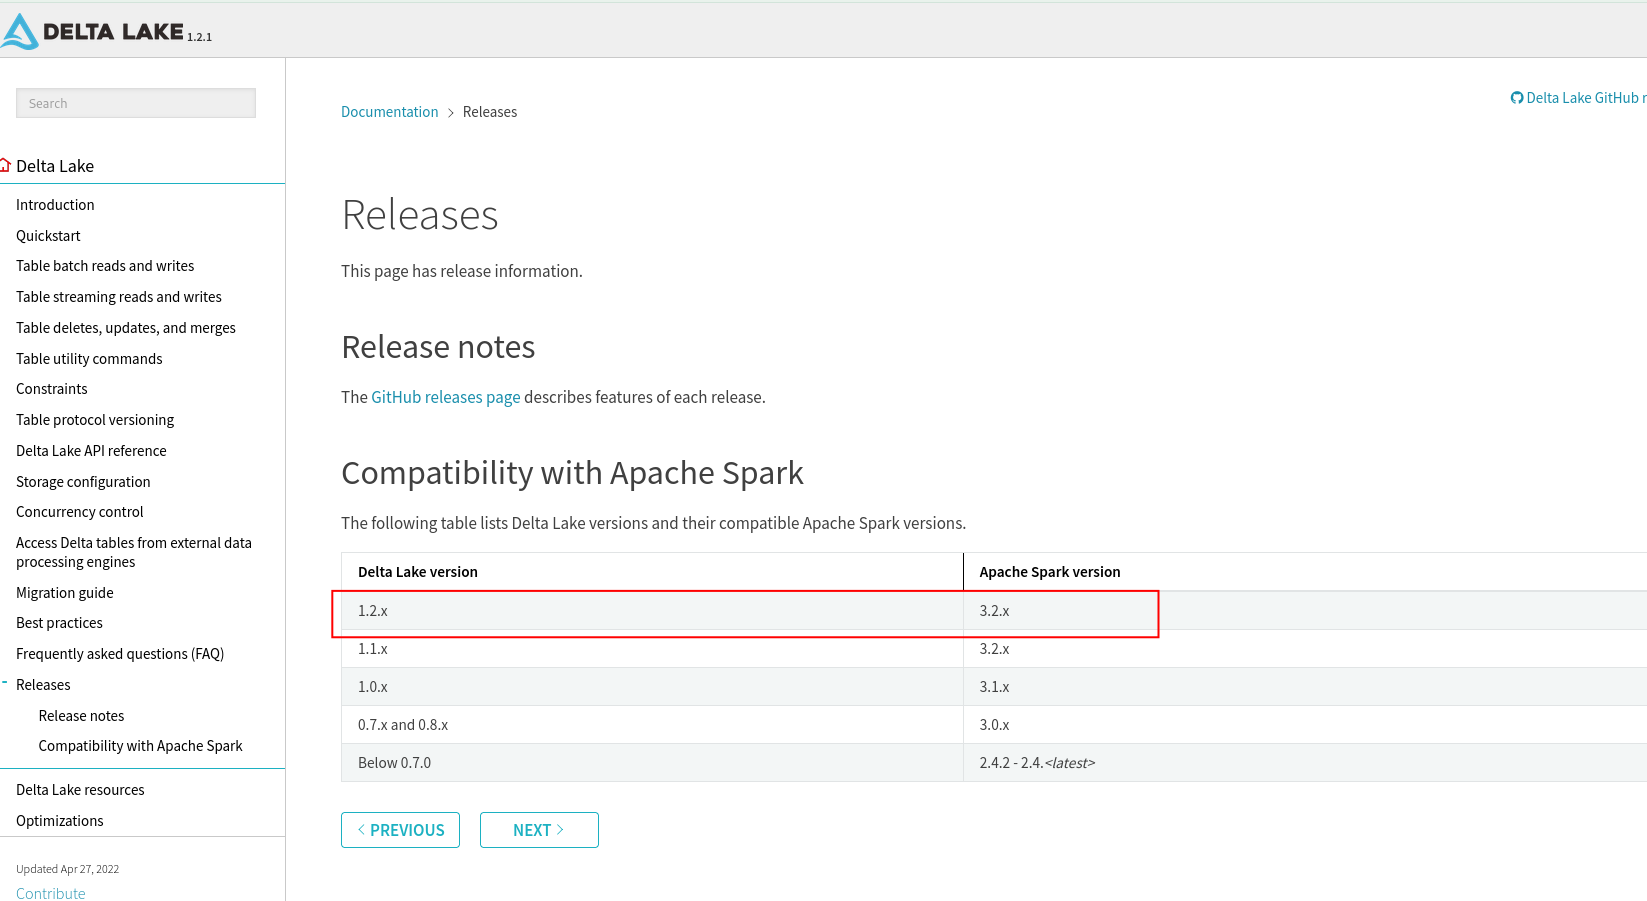 DELTA LAKE 1.2.1
Search
Delta Lake
Introduction
Quickstart
Table batch reads and writes
Table streaming reads and writes
Table deletes, updates, and merges
Table utility commands
Constraints
Table protocol versioning
Delta Lake API reference
Storage configuration
Concurrency control
Access Delta tables from external data
processing engines
Migration guide
Best practices
Frequently asked questions (FAQ)
Releases
Release notes
Compatibility with Apache Spark
Delta Lake resources
Optimizations
Updated Apr 27, 2022
Contribute
Documentation > Releases
Delta Lake GitHub
Releases
This page has release information.
Release notes
The GitHub releases page describes features of each release.
Compatibility with Apache Spark
The following table lists Delta Lake versions and their compatible Apache Spark versions.
Delta Lake version Apache Spark version
1.2.x 3.2.x
1.1.x 3.2.x
1.0.x 3.1.x
0.7.x and 0.8.x 3.0.x
Below 0.7.0 2.4.2 - 2.4.<latest>
< PREVIOUS NEXT >